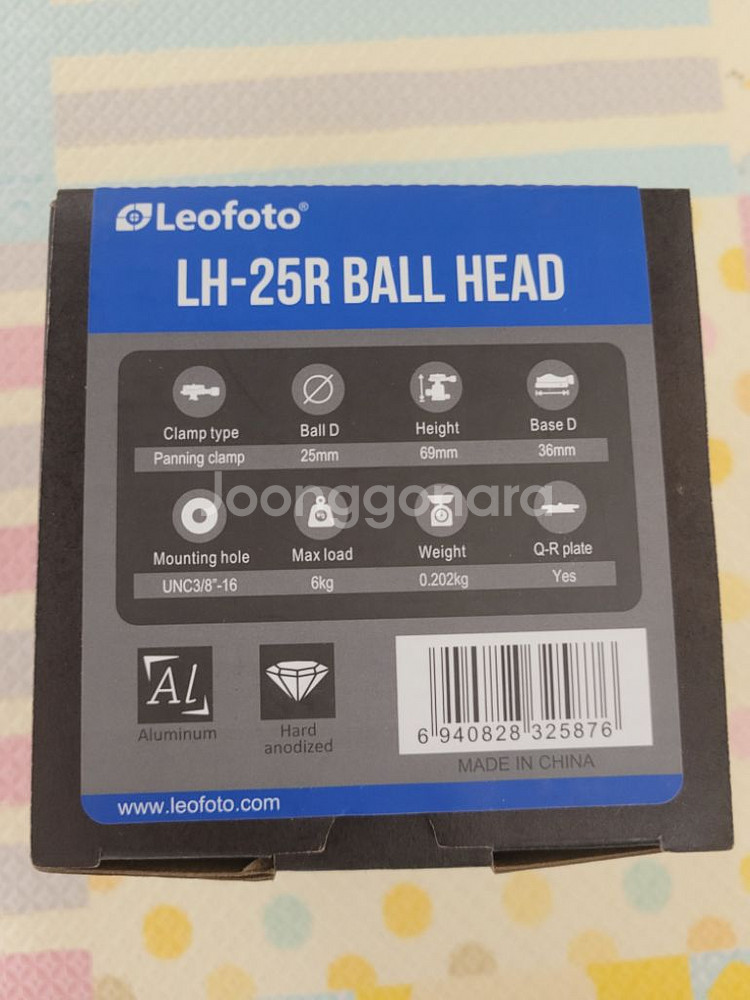 Leofoto®
LH-25R BALL HEAD
Clamp type Ball D Height Base D
Panning clamp 25mm 69mm 36mm
Joonggonara
Mounting hole Max load Weight Q-R plate
UNC3/8"-16 6kg 0.202kg Yes
Al
Aluminum
Hard
anodized
6 940828 325876
MADE IN CHINA
www.leofoto.com